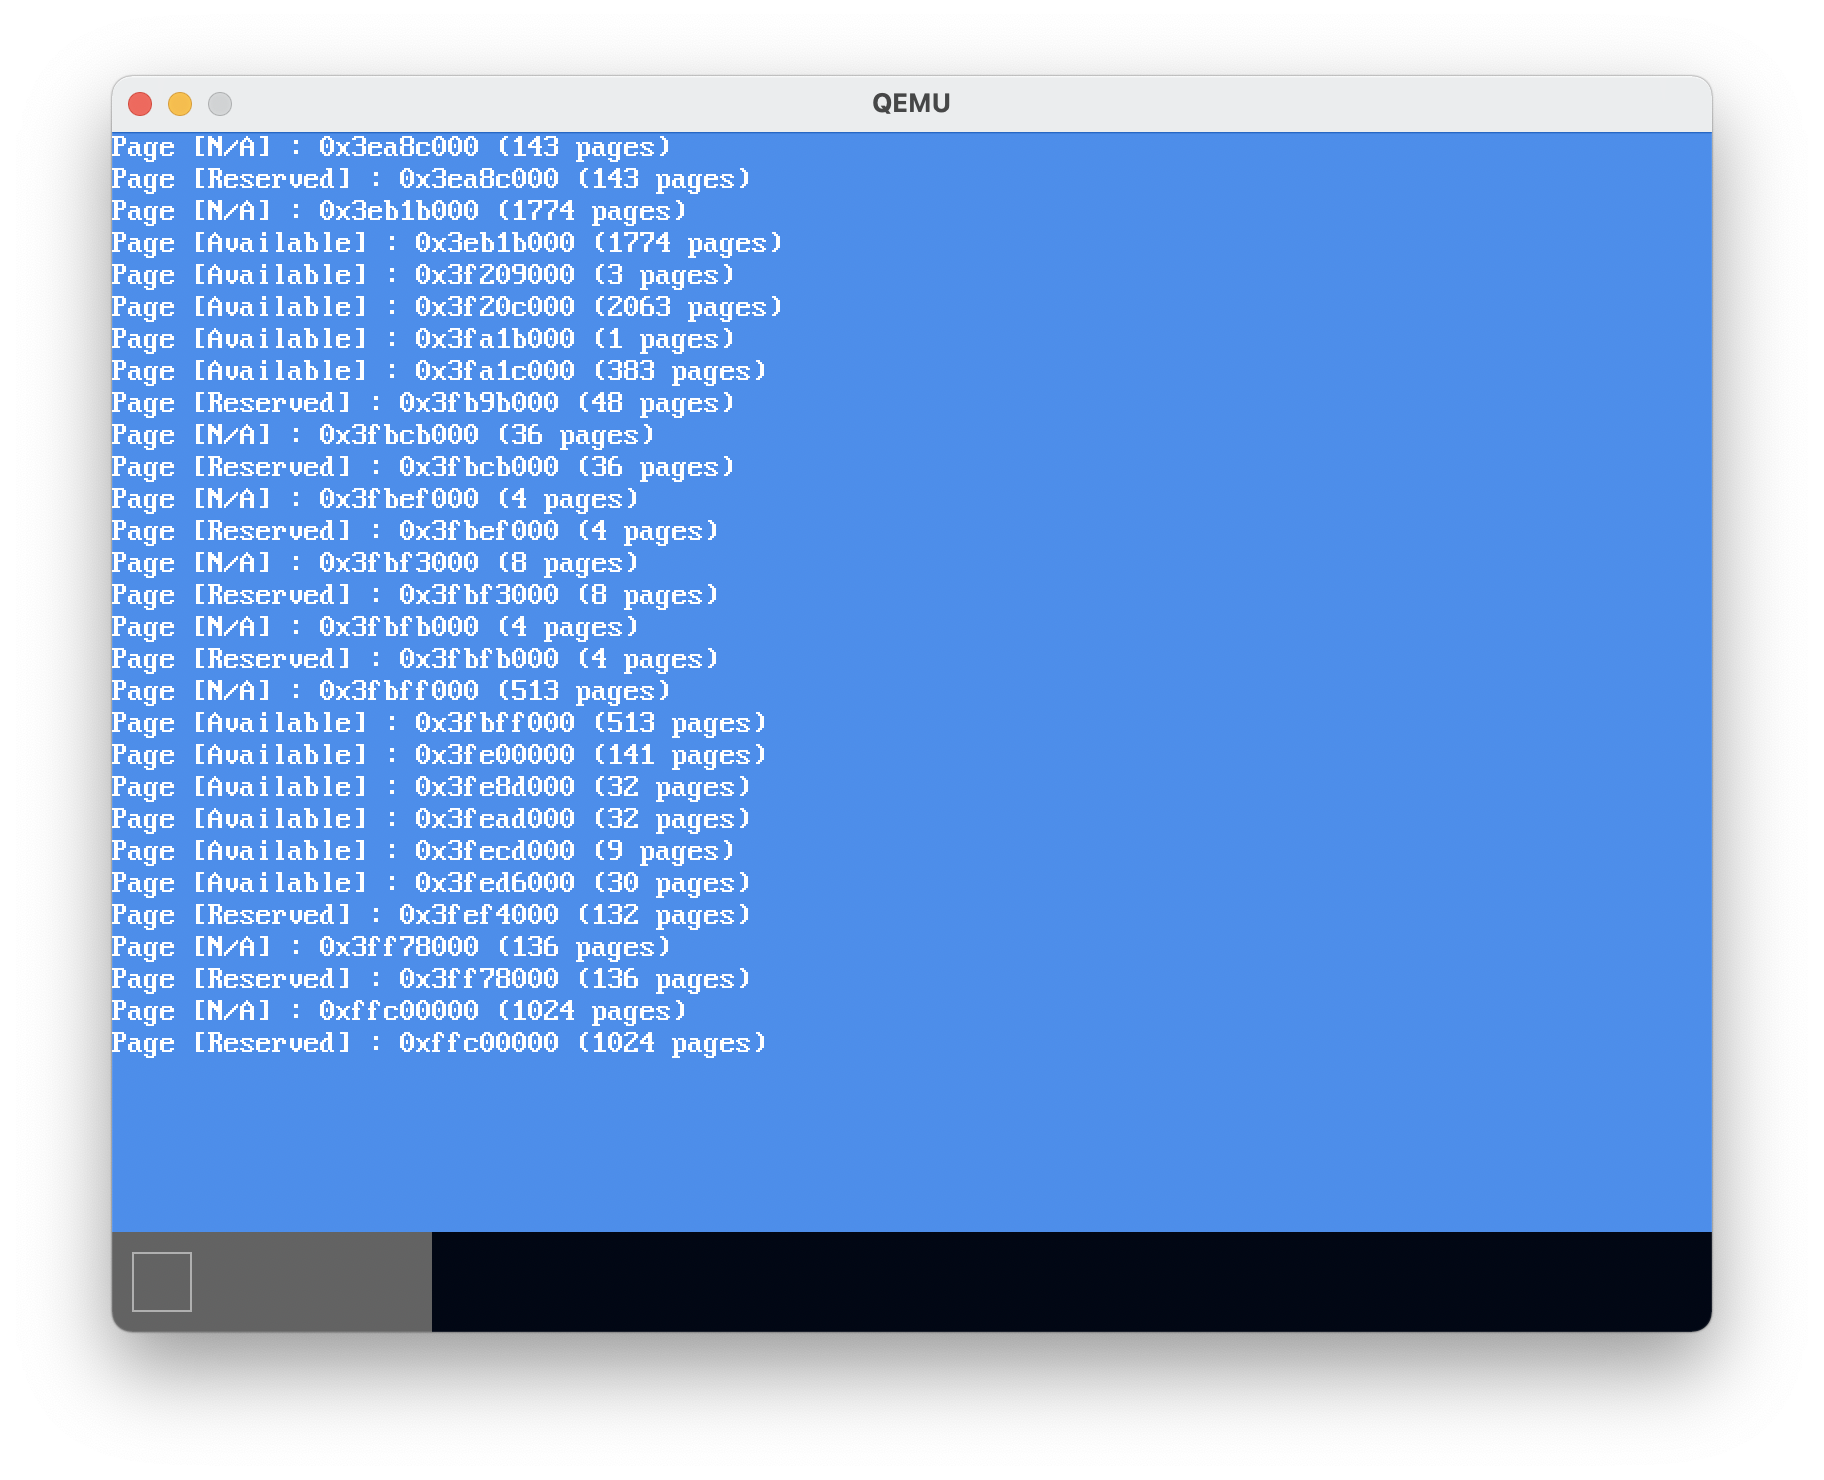 QEMU
Page [N/A] : 0x3ea8c000 (143 pages)
Page [Reserved] : 0x3ea8c000 (143 pages)
Page [N/A] : 0x3eb1b000 (1774 pages)
Page [Available] : 0x3eb1b000 (1774 pages)
Page [Available] : 0x3f209000 (3 pages)
Page [Available] : 0x3f20c000 (2063 pages)
Page [Available] : 0x3fa1b000 (1 pages)
Page [Available] : 0x3fa1c000 (383 pages)
Page [Reserved] : 0x3fb9b000 (48 pages)
Page [N/A] : 0x3fbcb000 (36 pages)
Page [Reserved] : 0x3fbcb000 (36 pages)
Page [N/A] : 0x3fbef000 (4 pages)
Page [Reserved] : 0x3fbef000 (4 pages)
Page [N/A] : 0x3fbf3000 (8 pages)
Page [Reserved] : 0x3fbf3000 (8 pages)
Page [N/A] : 0x3fbfb000 (4 pages)
Page [Reserved] : 0x3fbfb000 (4 pages)
Page [N/A] : 0x3fbff000 (513 pages)
Page [Available] : 0x3fbff000 (513 pages)
Page [Available] : 0x3fe00000 (141 pages)
Page [Available] : 0x3fe8d000 (32 pages)
Page [Available] : 0x3fead000 (32 pages)
Page [Available] : 0x3fecd000 (9 pages)
Page [Available] : 0x3fed6000 (30 pages)
Page [Reserved] : 0x3fef4000 (132 pages)
Page [N/A] : 0x3ff78000 (136 pages)
Page [Reserved] : 0x3ff78000 (136 pages)
Page [N/A] : 0xffc00000 (1024 pages)
Page [Reserved] : 0xffc00000 (1024 pages)